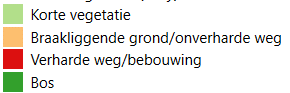 Korte vegetatie
Braakliggende grond/onverharde weg
Verharde weg/bebouwing
Bos